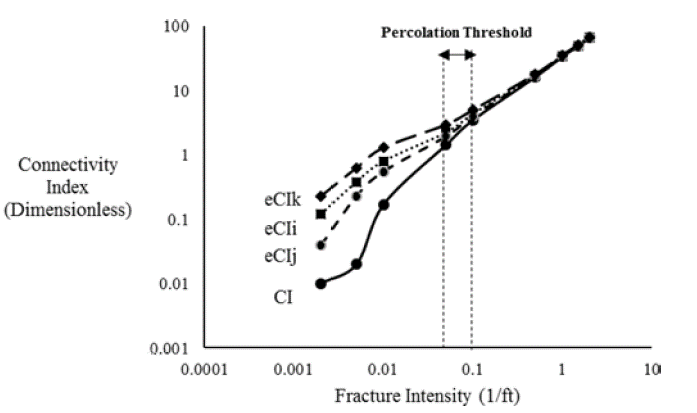 100
Percolation Threshold
10
1
Connectivity
Index
(Dimensionless)
eCIk
0.1
eCIi
eCIj
0.01
CI
0.001
0.0001 0.001 0.01 0.1 1 10
Fracture Intensity (1/ft)